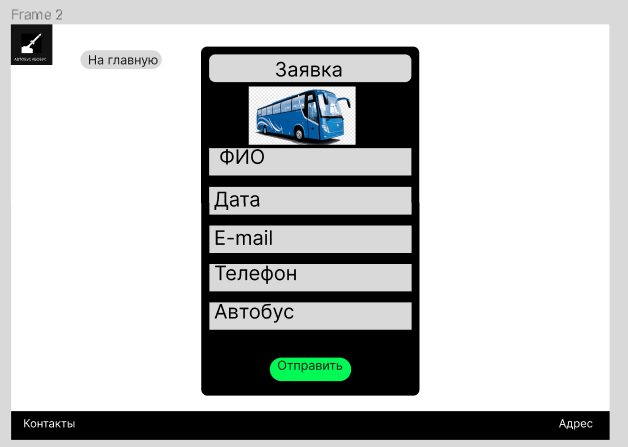 Frame 2
На главную
Заявка
ФИО
Дата
E-mail
Телефон
Автобус
Отправить
Контакты
Адрес